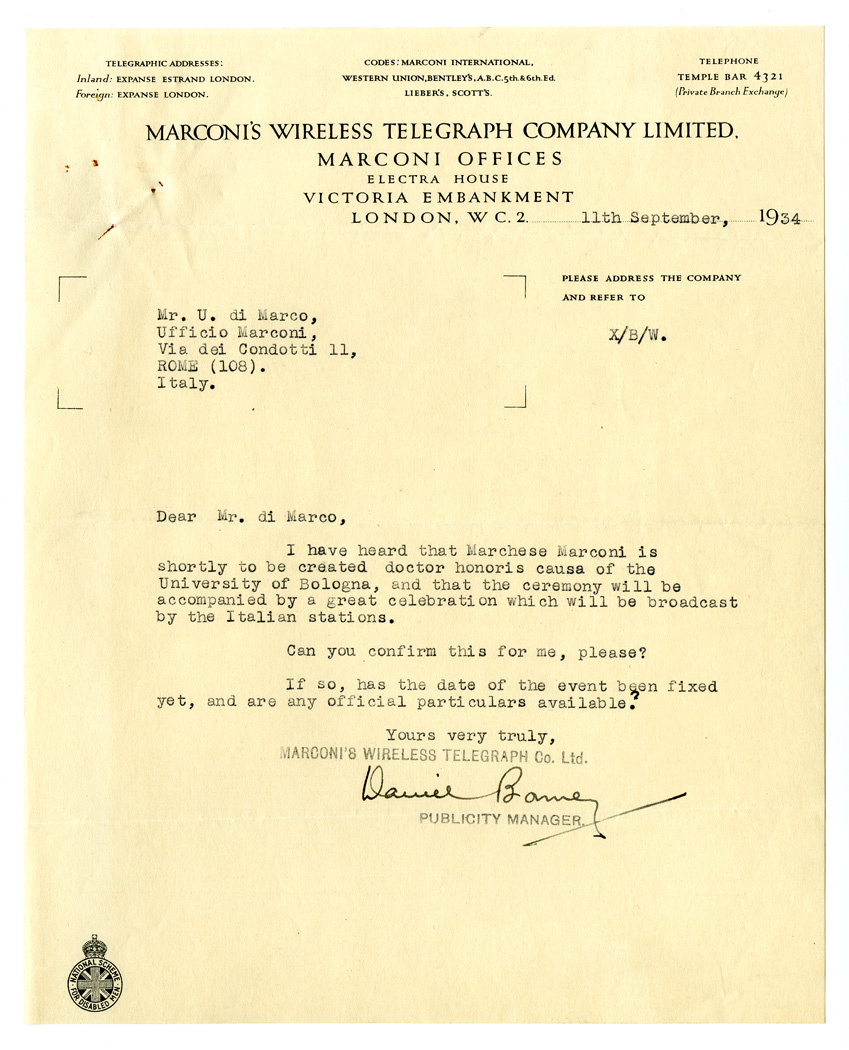 TELEGRAPHIC ADDRESSES:
Inland: EXPANSE ESTRAND LONDON.
Foreign: EXPANSE LONDON.
CODES: MARCONI INTERNATIONAL,
WESTERN UNION, BENTLEY'S, A.B.C. 5th. & 6th. Ed.
LIEBER'S, SCOTT'S.
TELEPHONE
TEMPLE BAR 4321
(Private Branch Exchange)
MARCONI'S WIRELESS TELEGRAPH COMPANY LIMITED.
MARCONI OFFICES
ELECTRA HOUSE
VICTORIA EMBANKMENT
LONDON, W C. 2. 11th September, 1934
PLEASE ADDRESS THE COMPANY
AND REFER TO
X/B/W.
Mr. U. di Marco,
Ufficio Marconi,
Via dei Condotti 11,
ROME (108).
Italy.
Dear Mr. di Marco,
I have heard that Marchese Marconi is
shortly to be created doctor honoris causa of the
University of Bologna, and that the ceremony will be
accompanied by a great celebration which will be broadcast
by the Italian stations.
Can you confirm this for me, please?
If so, has the date of the event been fixed
yet, and are any official particulars available?
Yours very truly,
MARCONI'S WIRELESS TELEGRAPH Co. Ltd.
Daniel
PUBLICITY MANAGER.
NATIONAL SCHEME
FOR DISABLED MEN